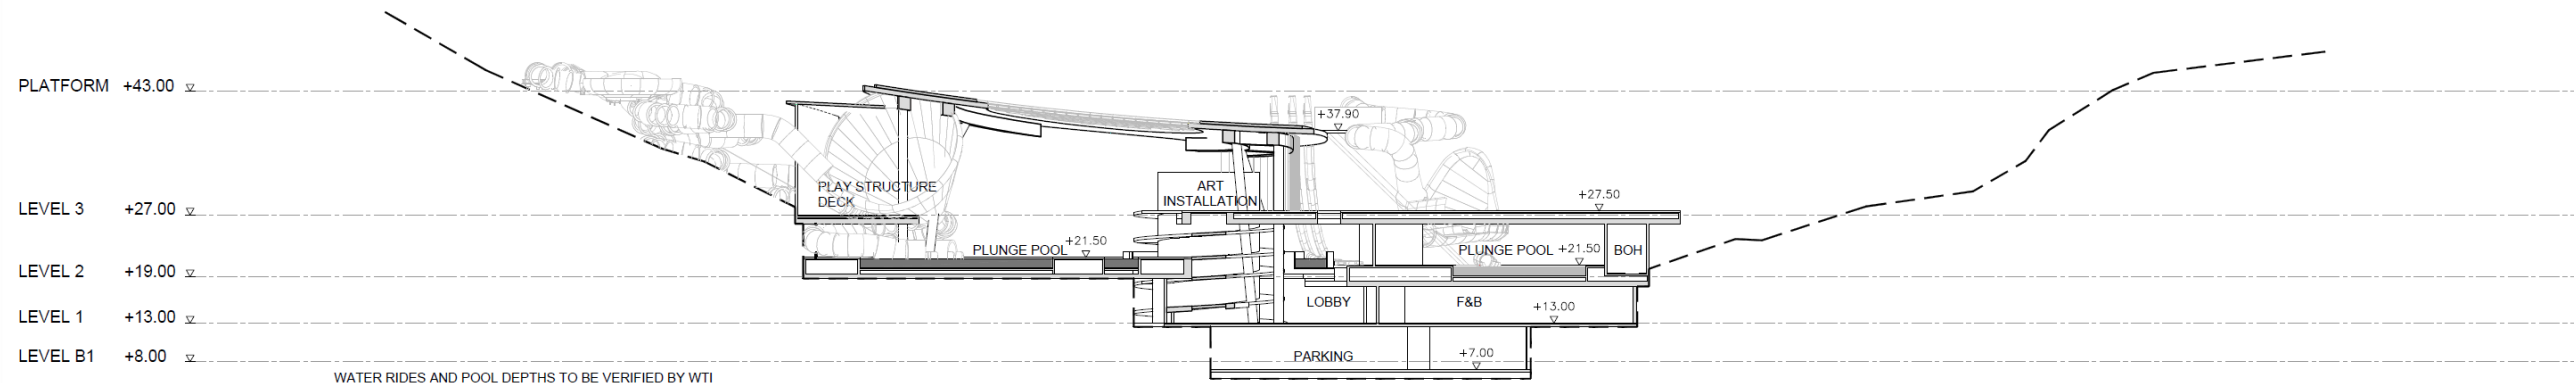 PLATFORM +43.00
+37.90
PLAY STRUCTURE
DECK
ART
INSTALLATION
+27.50
LEVEL 3 +27.00
PLUNGE POOL +21.50
PLUNGE POOL +21.50
BOH
LEVEL 2 +19.00
LOBBY
F&B
+13.00
LEVEL 1 +13.00
LEVEL B1 +8.00
PARKING
+7.00
WATER RIDES AND POOL DEPTHS TO BE VERIFIED BY WTI